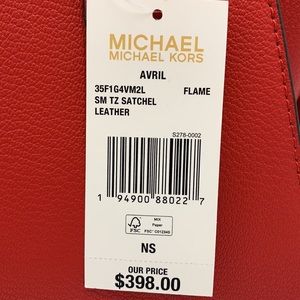 MICHAEL
MICHAEL KORS
AVRIL
35F1G4VM2L FLAME
SM TZ SATCHEL
LEATHER
S278-0002
1 94900 88022 7
FSC
MIX
Paper
NS
OUR PRICE
$398.00